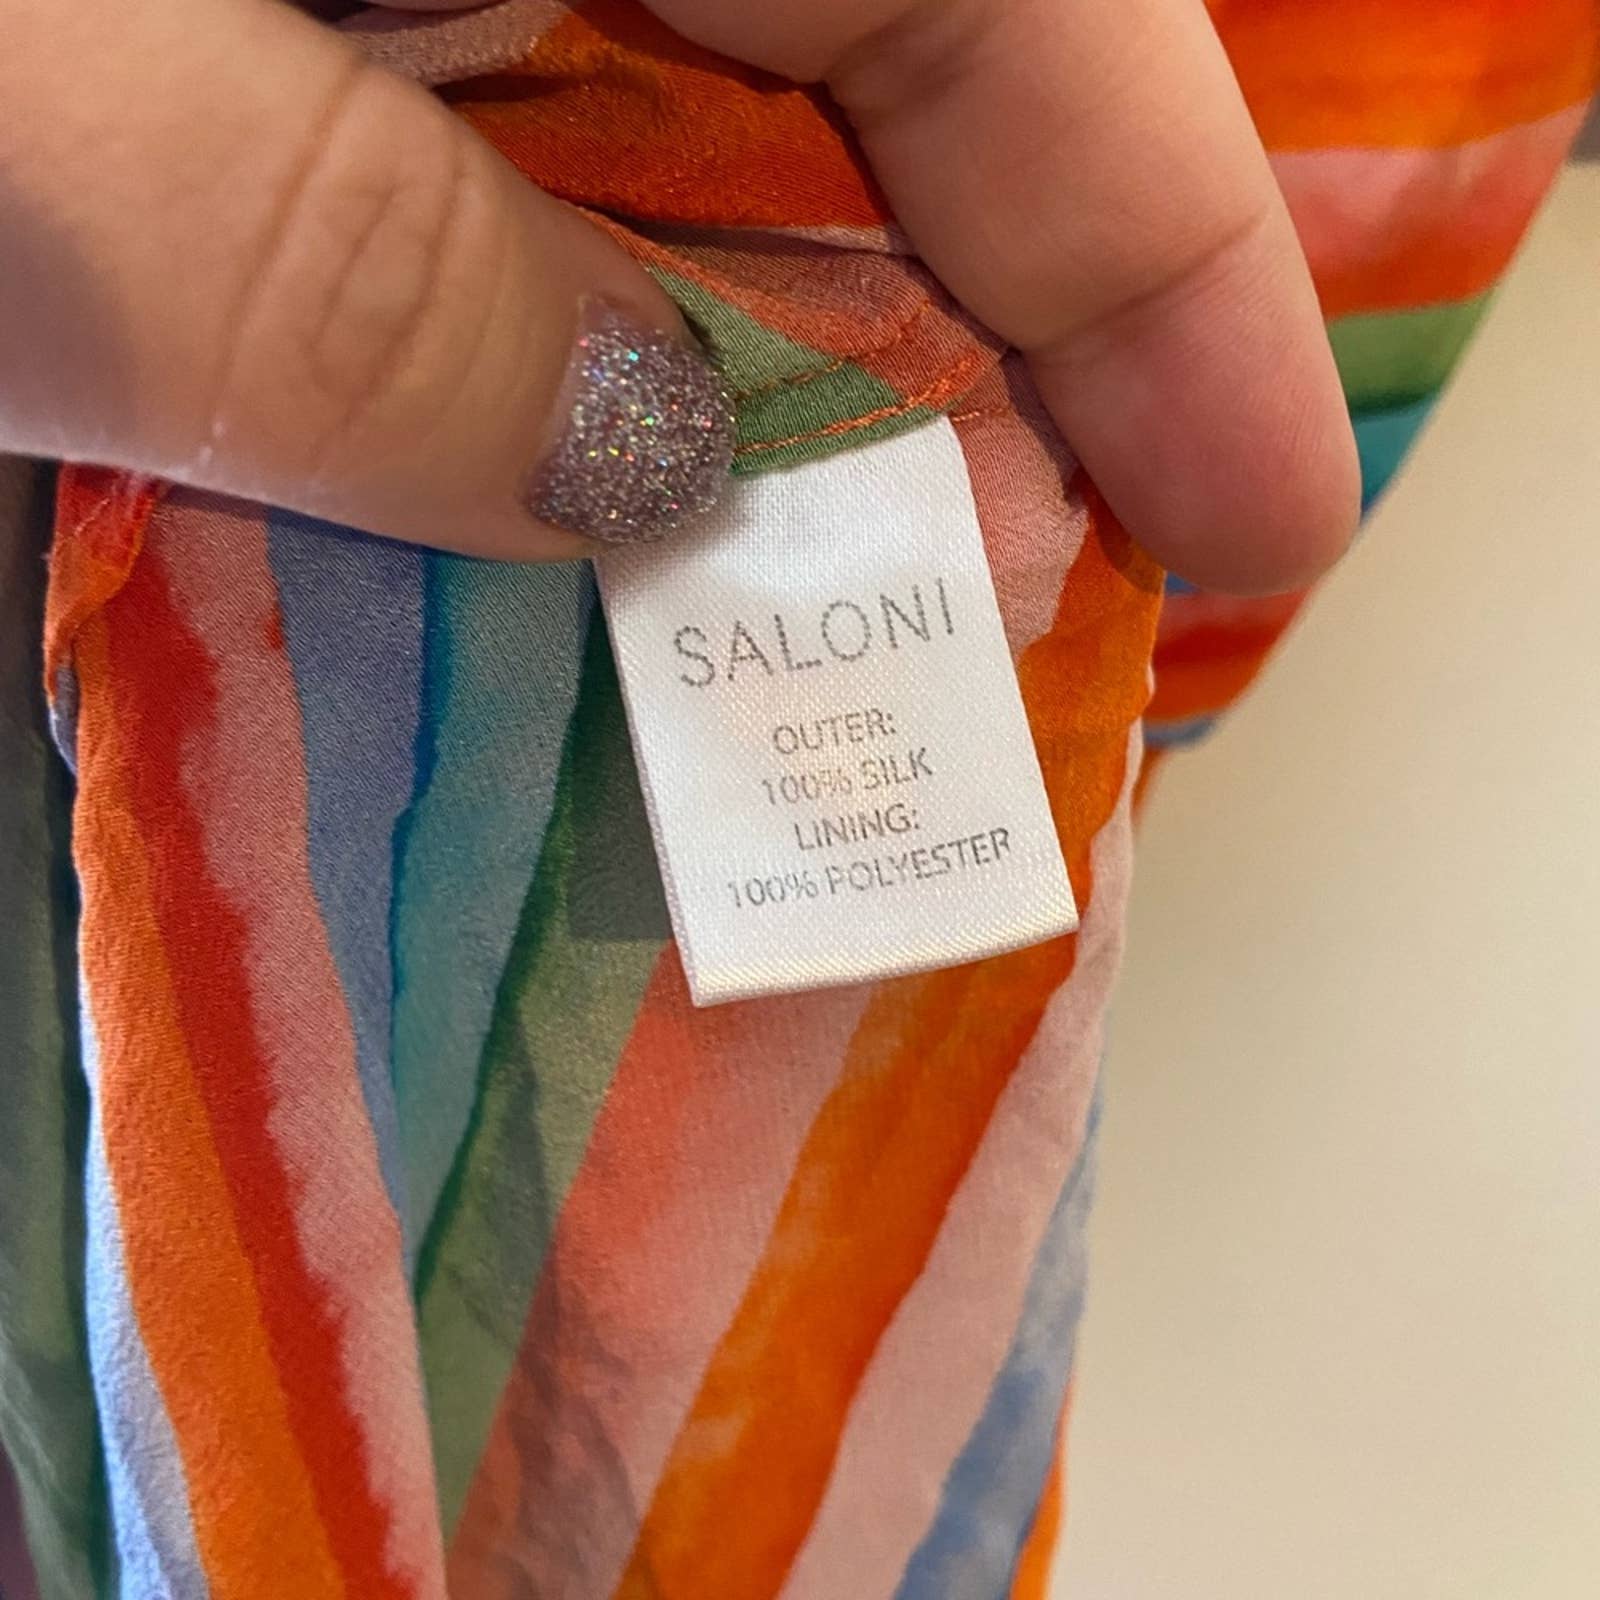 SALONI
OUTER:
100% SILK
LINING:
100% POLYESTER